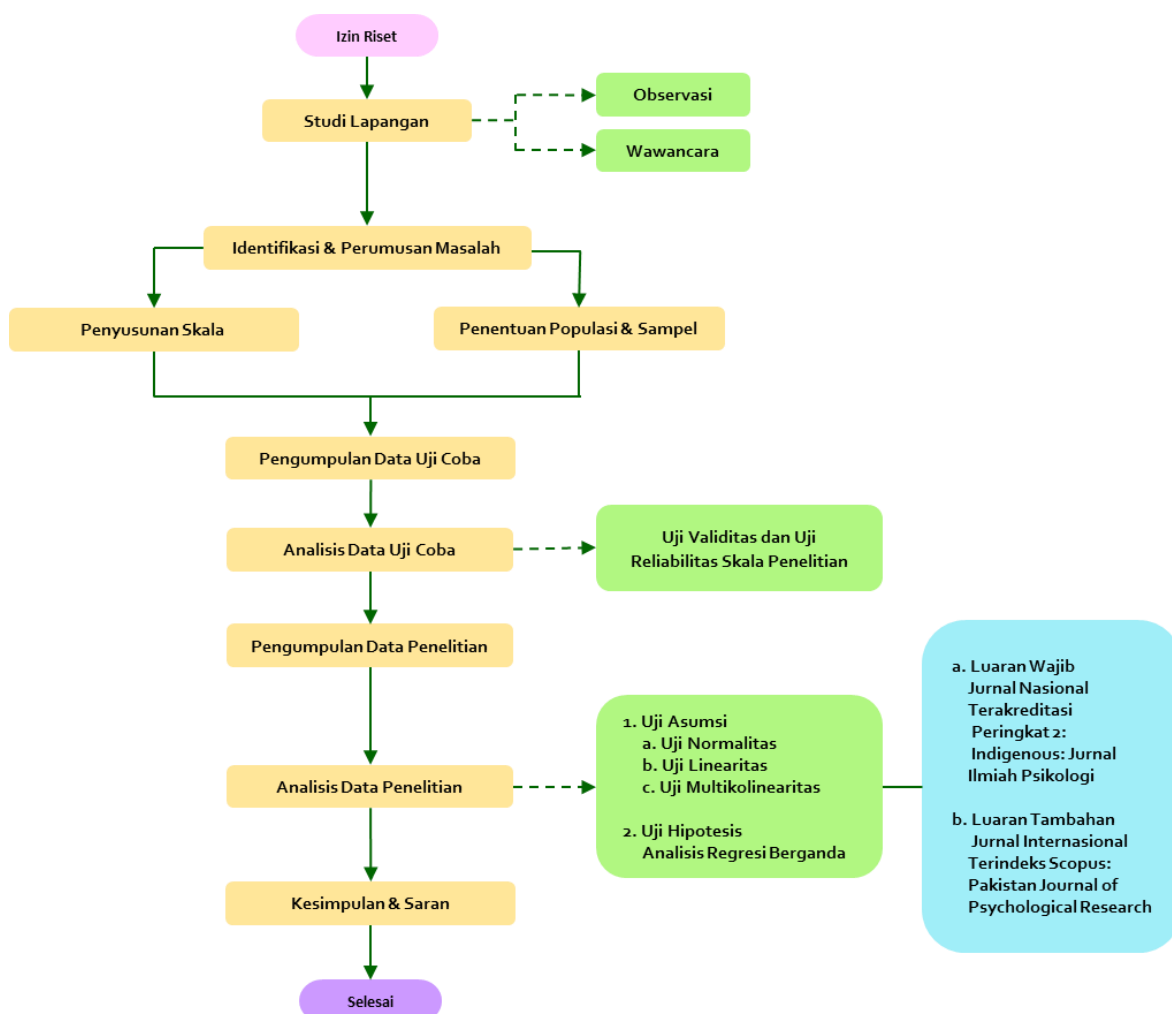 Izin Riset
Studi Lapangan
Observasi
Wawancara
Identifikasi & Perumusan Masalah
Penyusunan Skala
Penentuan Populasi & Sampel
Pengumpulan Data Uji Coba
Analisis Data Uji Coba
Uji Validitas dan Uji
Reliabilitas Skala Penelitian
Pengumpulan Data Penelitian
Analisis Data Penelitian
1. Uji Asumsi
a. Uji Normalitas
b. Uji Linearitas
c. Uji Multikolinearitas
2. Uji Hipotesis
Analisis Regresi Berganda
a. Luaran Wajib
Jurnal Nasional
Terakreditasi
Peringkat 2:
Indigenous: Jurnal
Ilmiah Psikologi
b. Luaran Tambahan
Jurnal Internasional
Terindeks Scopus:
Pakistan Journal of
Psychological Research
Kesimpulan & Saran
Selesai